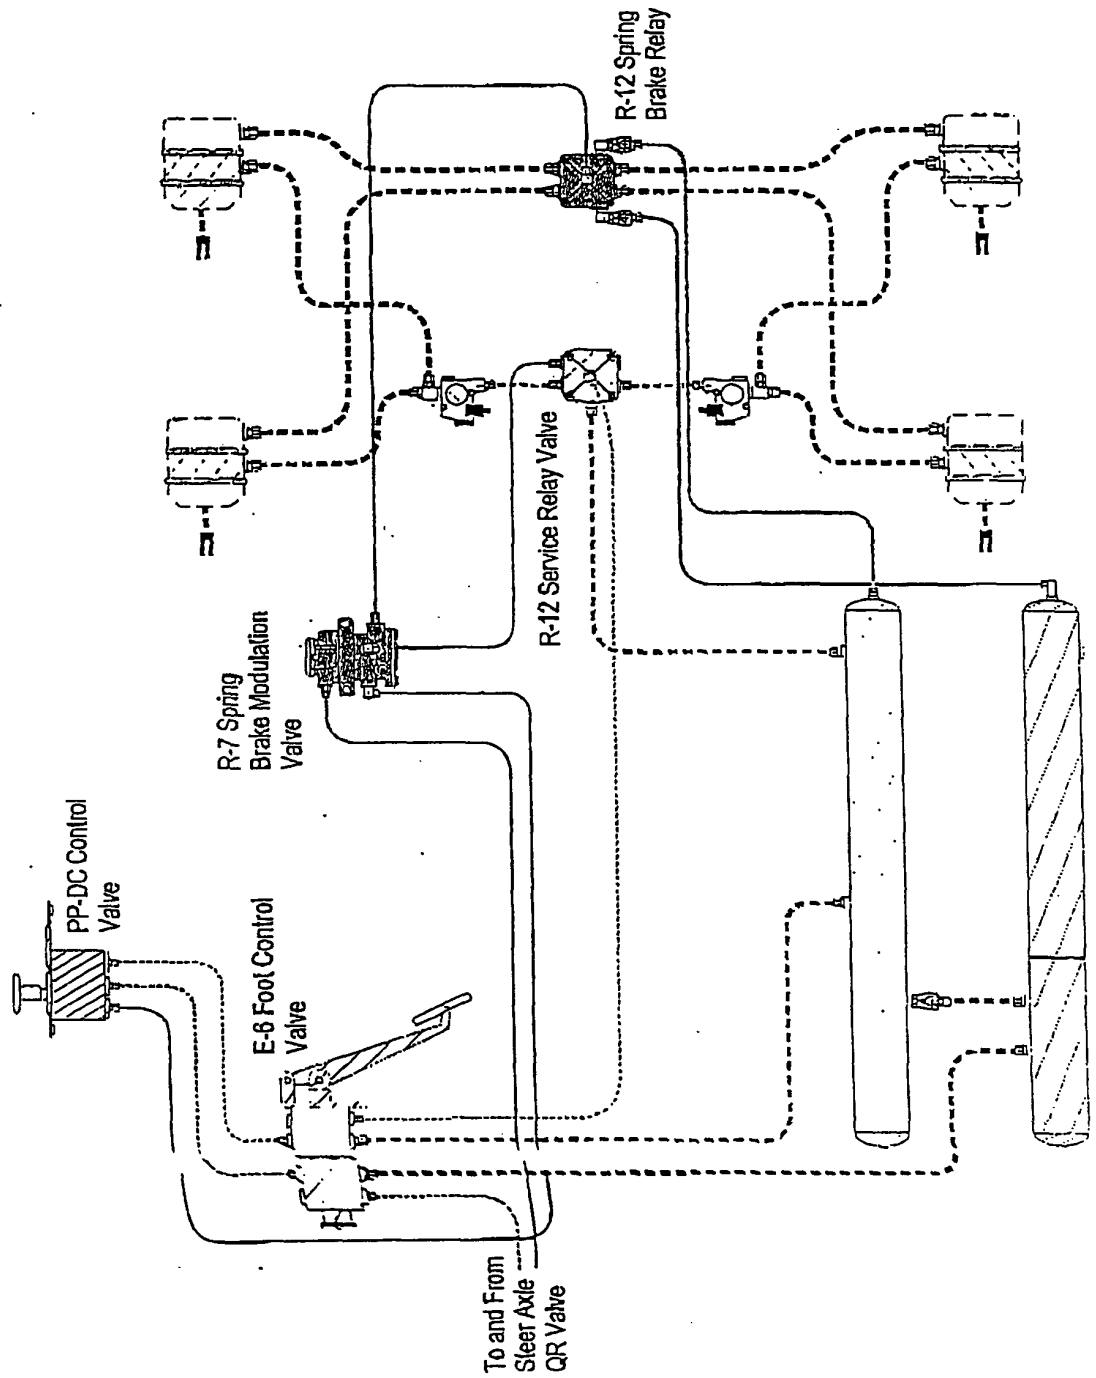 R-12 Spring
Brake Relay
R-12 Service Relay Valve
R-7 Spring
Brake Modulation
Valve
PP-DC Control
Valve
E-6 Foot Control
Valve
To and From
Steer Axle
QR Valve